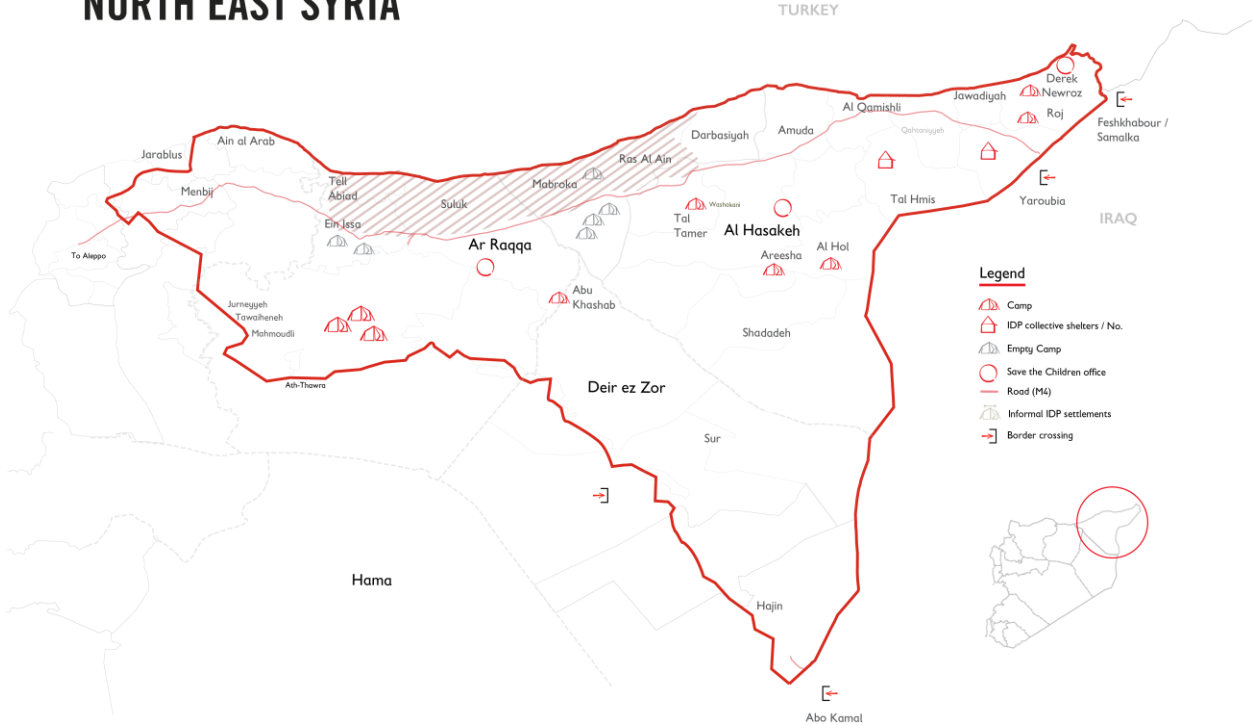 NORTH EAST SYRIA
TURKEY
Derek
Newroz
Jawadiyah
Roj
Al Qamishli
Feshkhabour /
Samalka
Qahtaniyyeh
Amuda
Darbasiyah
Ain al Arab
Jarablus
Ras Al Ain
Tell
Abiad
Mabroka
Menbij
Suluk
Tal Hmis
Yaroubia
Washokani
Tal
Tamer
IRAQ
Ein Issa
Al Hasakeh
Ar Raqqa
Al Hol
Areesha
To Aleppo
Legend
Abu
Khashab
Camp
Jurneyyeh
Tawaiheneh
Mahmoudli
IDP collective shelters / No.
Shadadeh
Empty Camp
Save the Children office
Ath-Thawra
Deir ez Zor
Road (M4)
Informal IDP settlements
Border crossing
Sur
Hama
Hajin
Abo Kamal